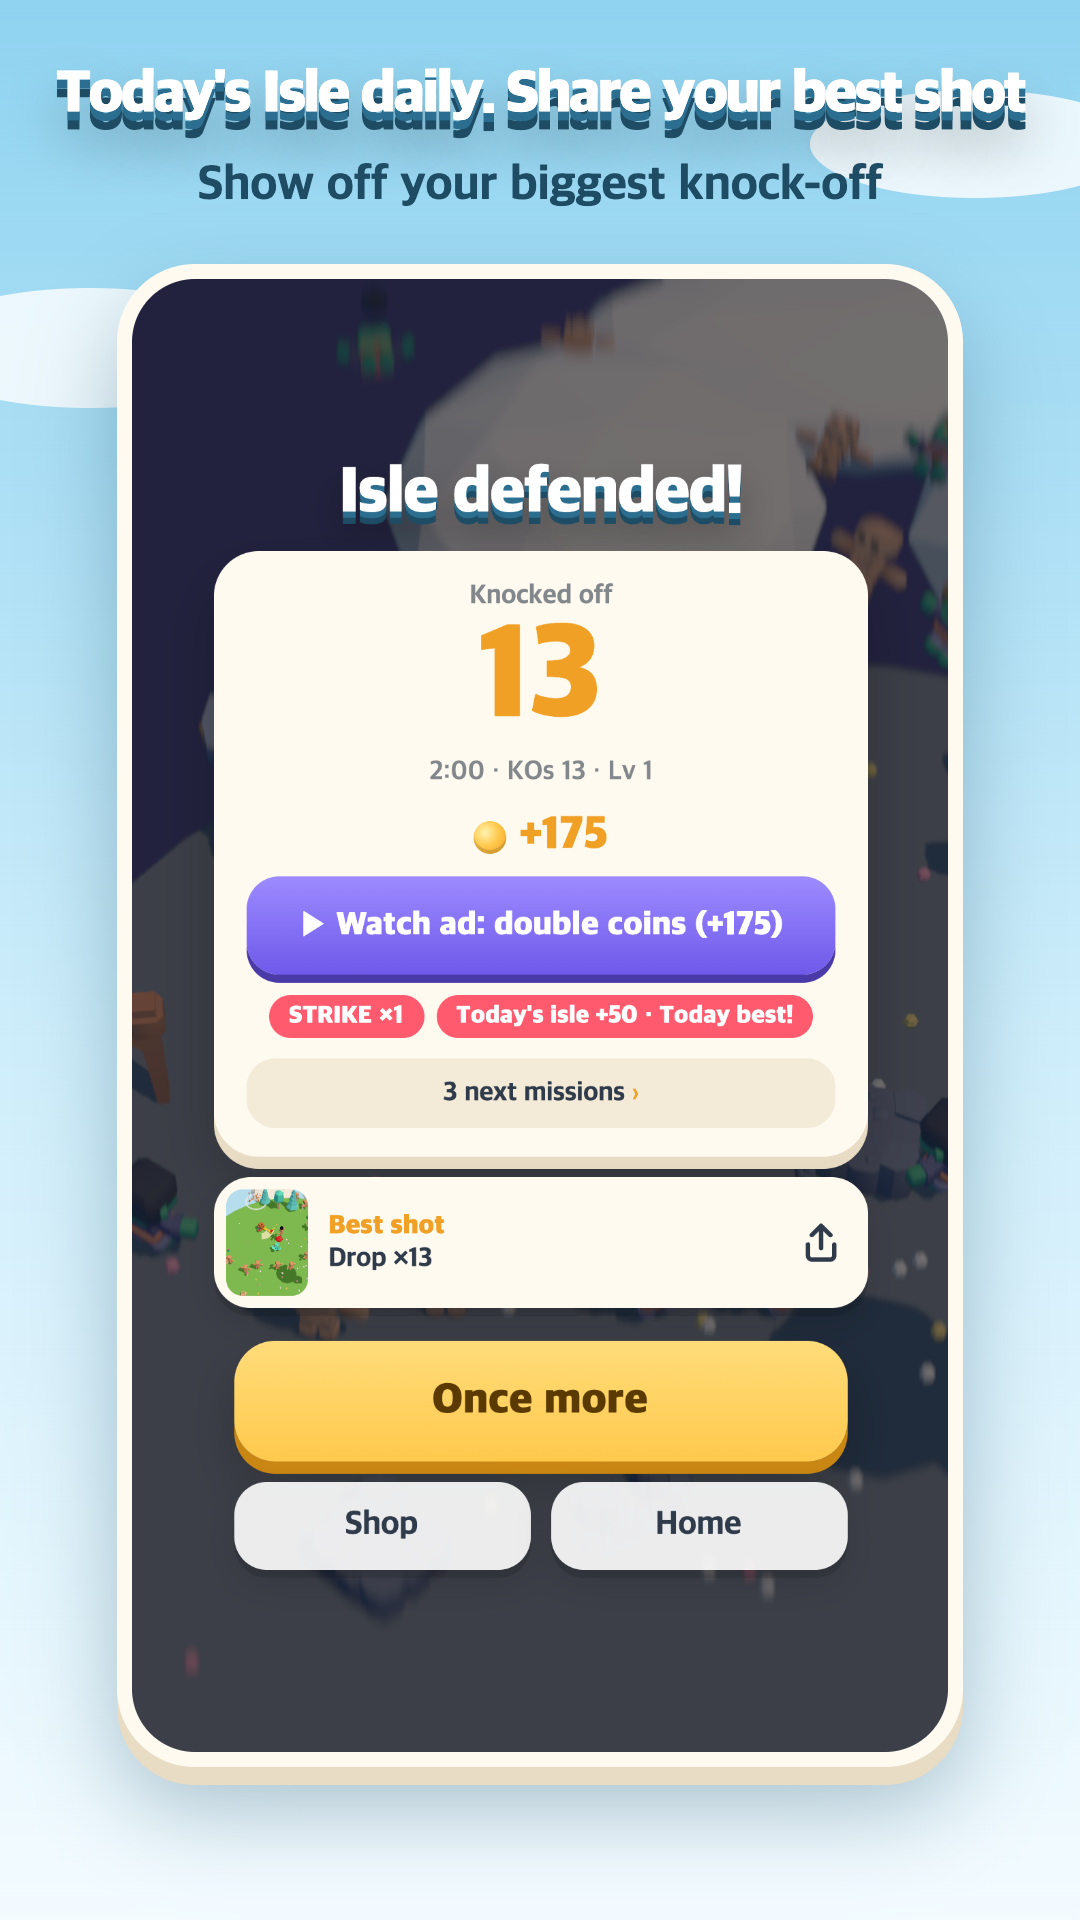 Today's Isle daily. Share your best shot
Show off your biggest knock-off
Isle defended!
Knocked off
13
2:00 · KOs 13 · Lv 1
+175
▶ Watch ad: double coins (+175)
STRIKE ×1
Today's isle +50 · Today best!
3 next missions ›
Best shot
Drop ×13
Once more
Shop
Home